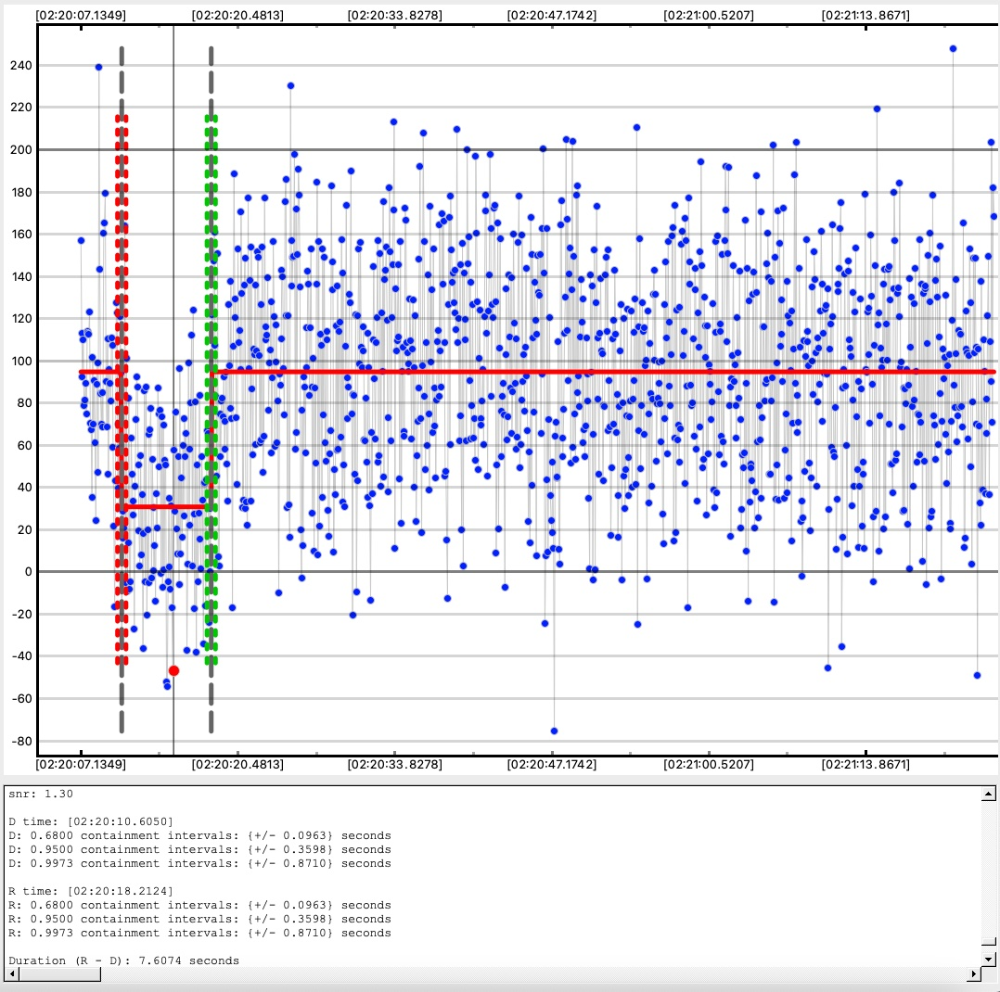 [02:20:07.1349] [02:20:20.4813] [02:20:33.8278] [02:20:47.1742] [02:21:00.5207] [02:21:13.8671]
240
220
200
180
160
140
120
100
80
60
40
20
0
-20
-40
-60
-80
[02:20:07.1349] [02:20:20.4813] [02:20:33.8278] [02:20:47.1742] [02:21:00.5207] [02:21:13.8671]
snr: 1.30
D time: [02:20:10.6050]
D: 0.6800 containment intervals: {+/- 0.0963} seconds
D: 0.9500 containment intervals: {+/- 0.3598} seconds
D: 0.9973 containment intervals: {+/- 0.8710} seconds
R time: [02:20:18.2124]
R: 0.6800 containment intervals: {+/- 0.0963} seconds
R: 0.9500 containment intervals: {+/- 0.3598} seconds
R: 0.9973 containment intervals: {+/- 0.8710} seconds
Duration (R - D): 7.6074 seconds